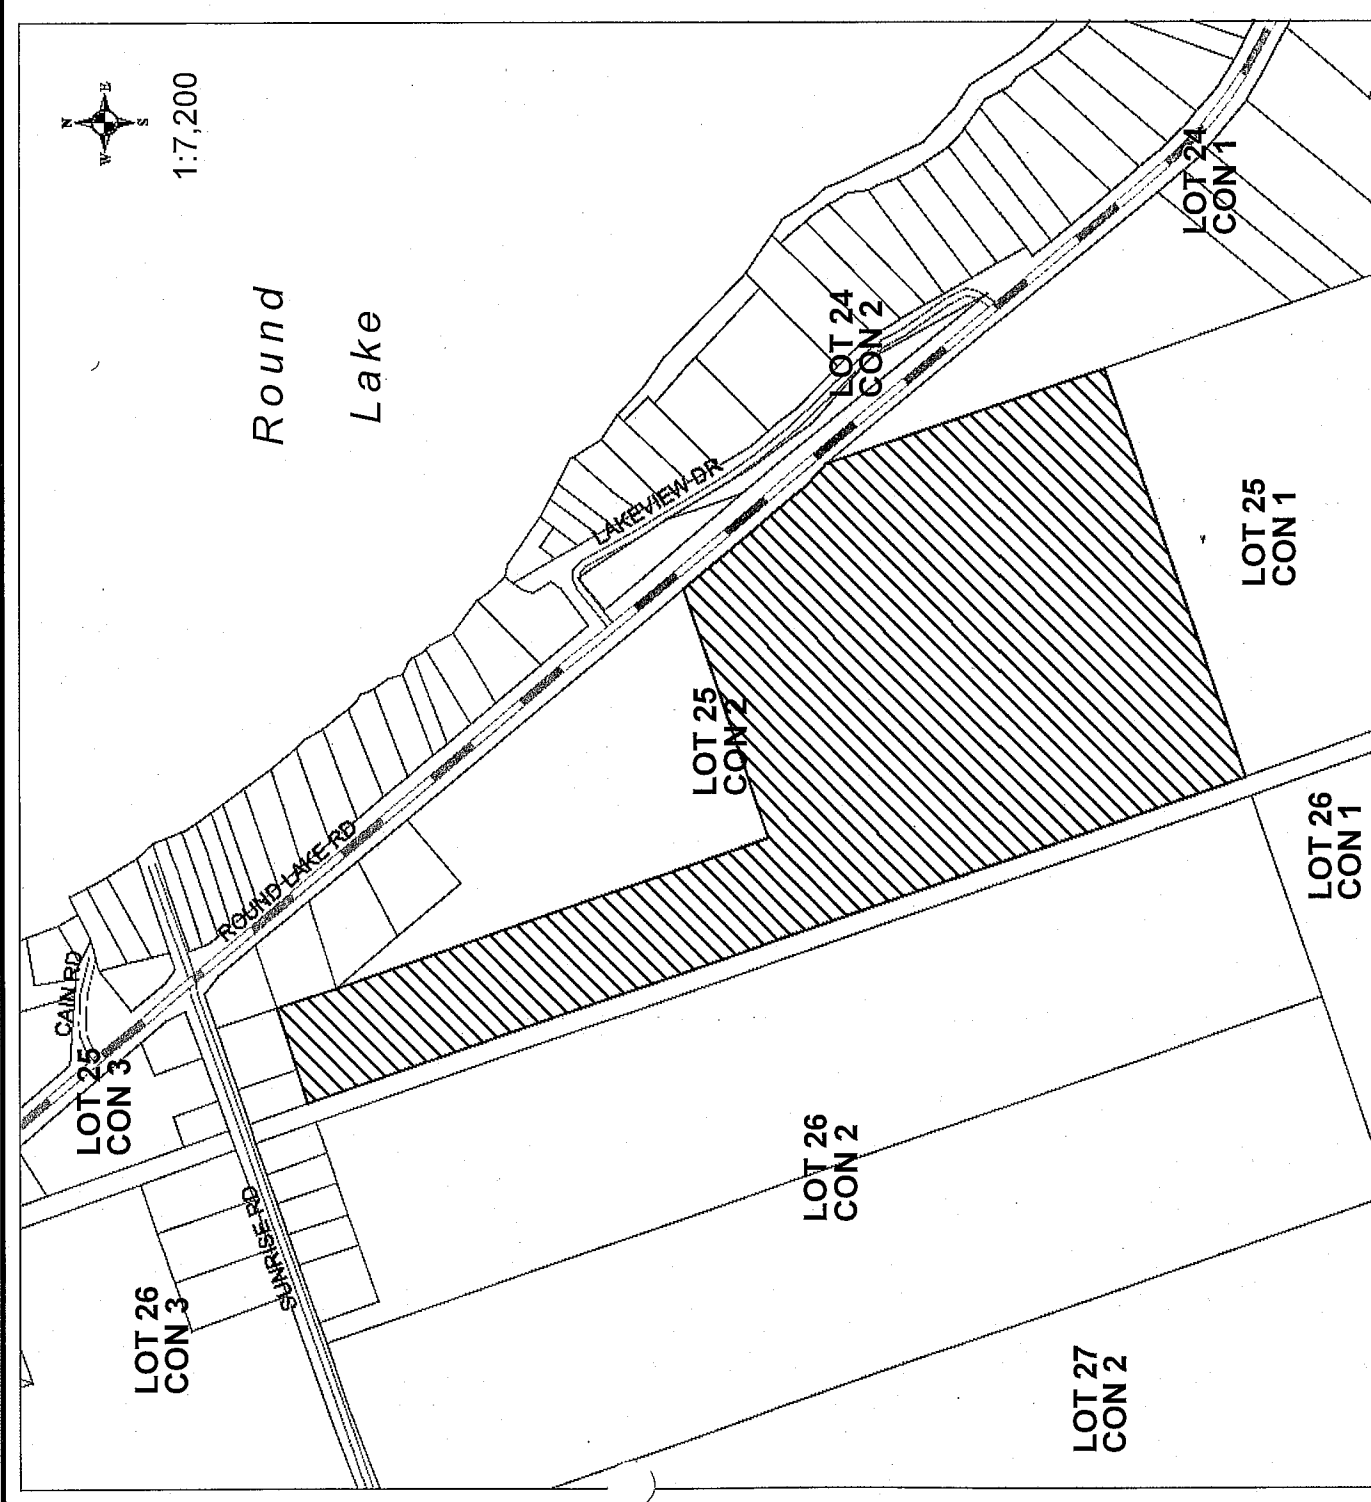 N
E
W
S
1:7,200
Round
Lake
LOT 24
CON 1
LOT 24
CON 2
LAKEVIEW DR
LOT 25
CON 1
LOT 25
CON 2
ROUND LAKE RD
CAIN RD
LOT 25
CON 3
LOT 26
CON 1
LOT 26
CON 2
SUNRISE RD
LOT 26
CON 3
LOT 27
CON 2